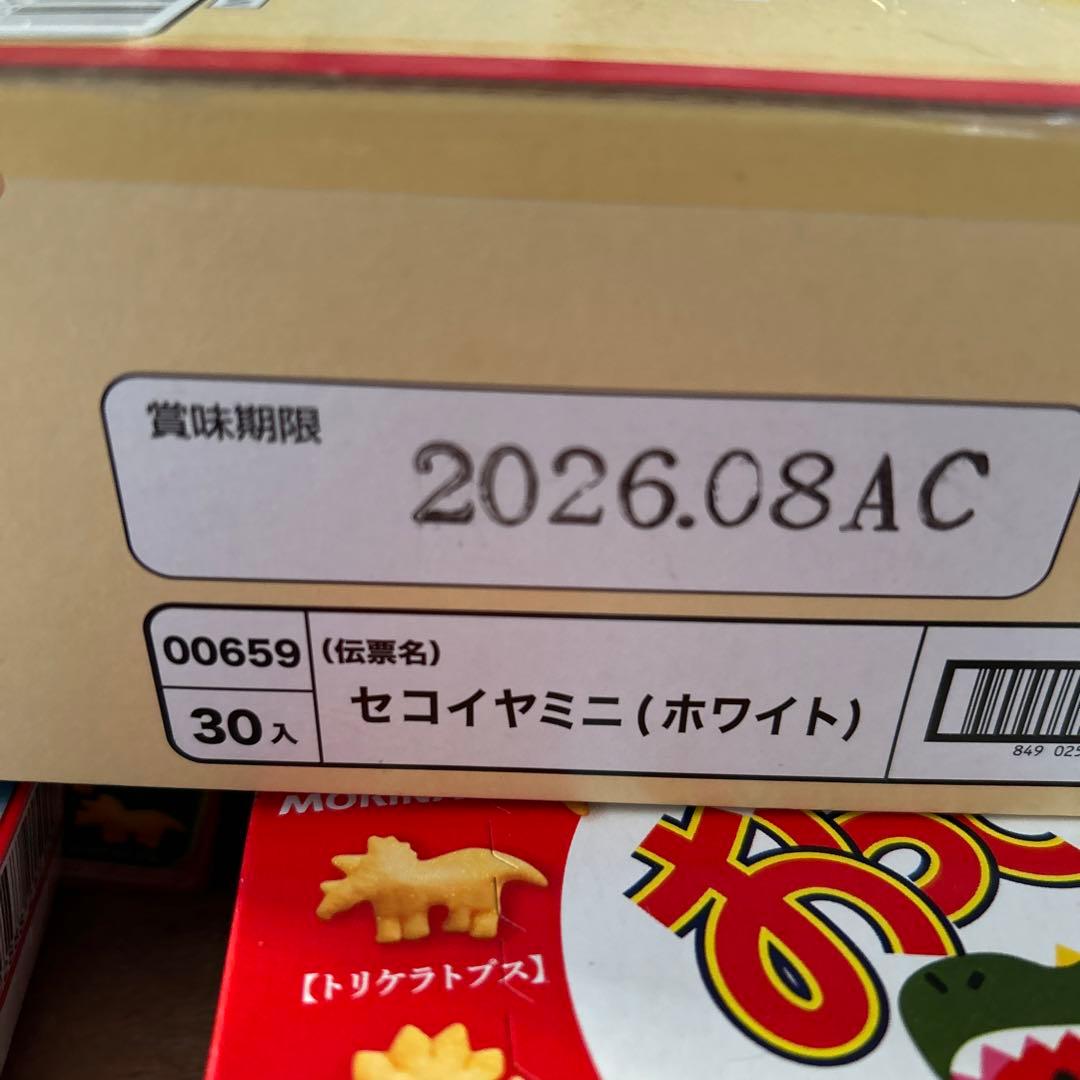 賞味期限
2026.08AC
00659
(伝票名)
30入
セコイヤミニ(ホワイト)
849 025
【トリケラトプス】